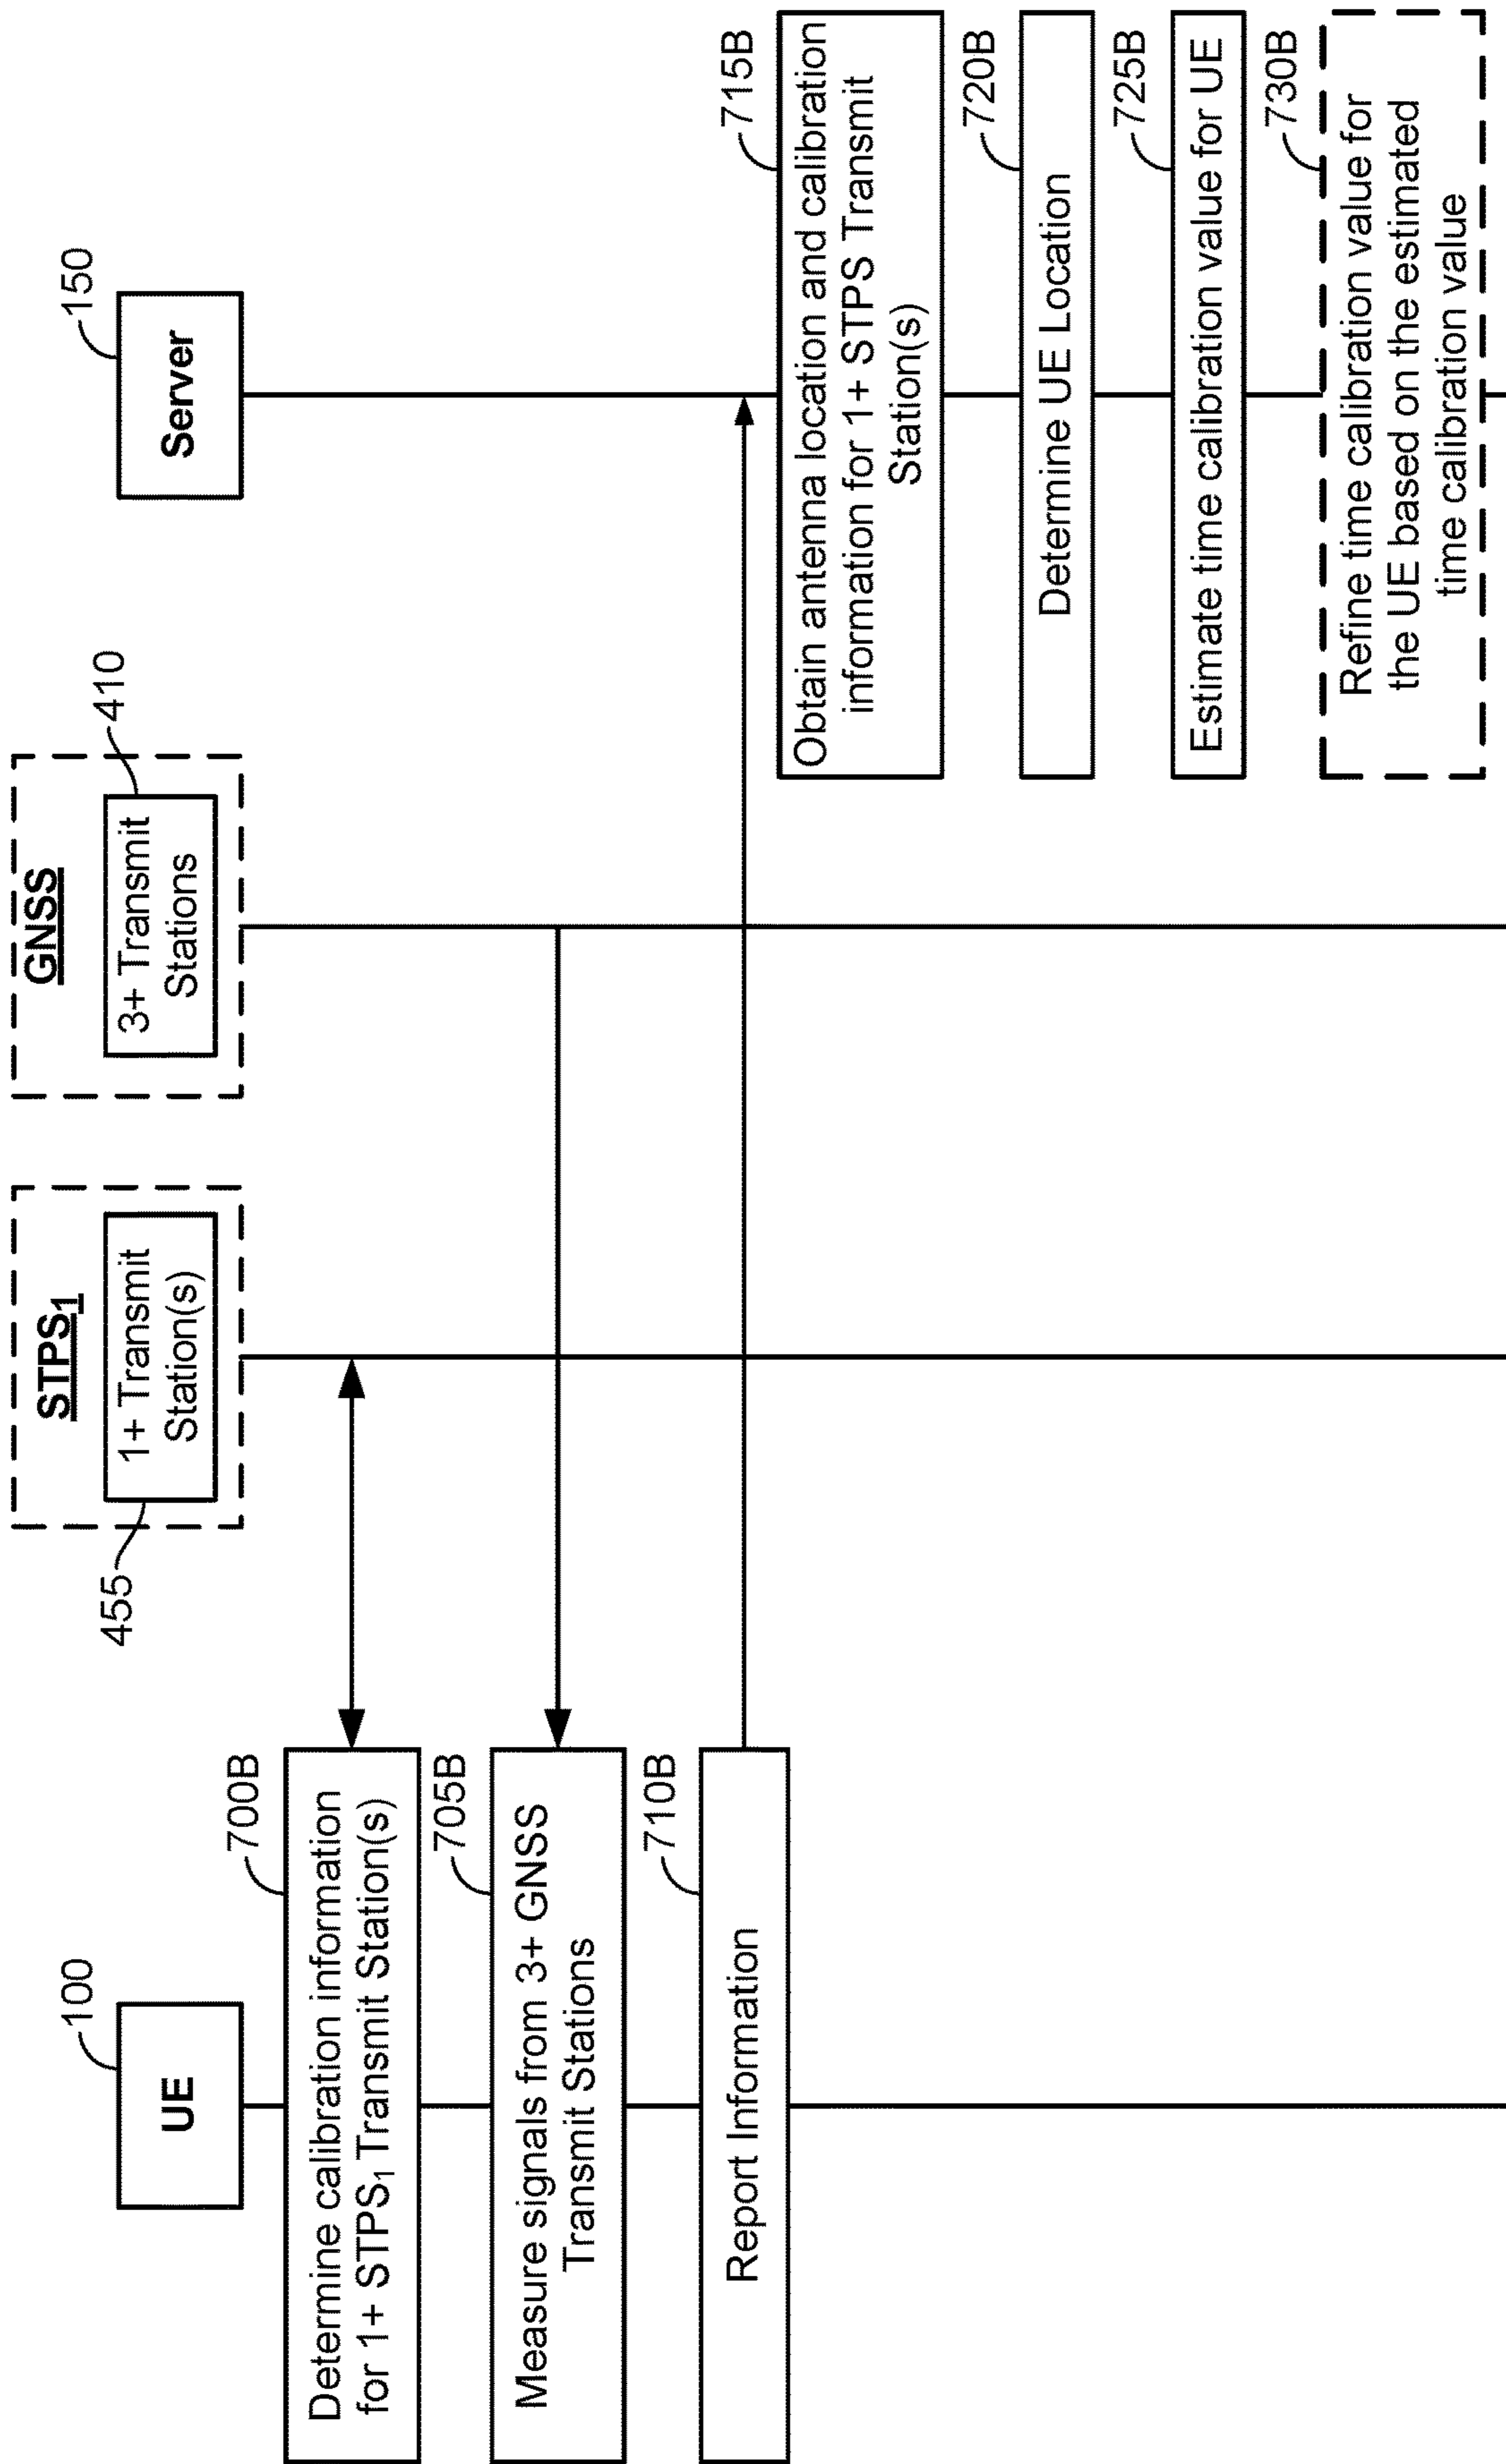 UE
100
STPS1
1+ Transmit
Station(s)
455
GNSS
3+ Transmit
Stations
410
Server
150
700B
Determine calibration information
for 1+ STPS1 Transmit Station(s)
705B
Measure signals from 3+ GNSS
Transmit Stations
710B
Report Information
715B
Obtain antenna location and calibration
information for 1+ STPS Transmit
Station(s)
720B
Determine UE Location
725B
Estimate time calibration value for UE
730B
Refine time calibration value for
the UE based on the estimated
time calibration value